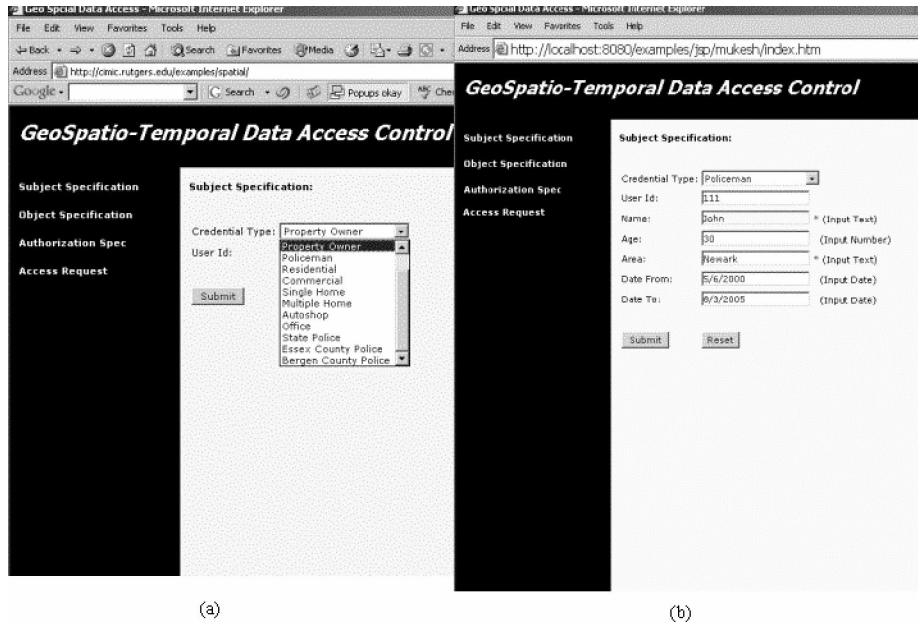 Geo Spcial Data Access - Microsoft Internet Explorer
File Edit View Favorites Tools Help
Back Search Favorites Media
Address http://cimic.rutgers.edu/examples/spatial/
Google Search Popups okay Che
GeoSpatio-Temporal Data Access Control
Subject Specification
Object Specification
Authorization Spec
Access Request
Subject Specification:
Credential Type: Property Owner
Property Owner
Policeman
Residential
Commercial
Single Home
Multiple Home
Autoshop
Office
State Police
Essex County Police
Bergen County Police
User Id:
Submit
(a)
Geo Spcial Data Access - Microsoft Internet Explorer
File Edit View Favorites Tools Help
Address http://localhost:8080/examples/jsp/mukesh/index.htm
GeoSpatio-Temporal Data Access Control
Subject Specification
Object Specification
Authorization Spec
Access Request
Subject Specification:
Credential Type: Policeman
User Id: 111
Name: John * (Input Text)
Age: 30 (Input Number)
Area: Newark * (Input Text)
Date From: 5/6/2000 (Input Date)
Date To: 8/3/2005 (Input Date)
Submit Reset
(b)